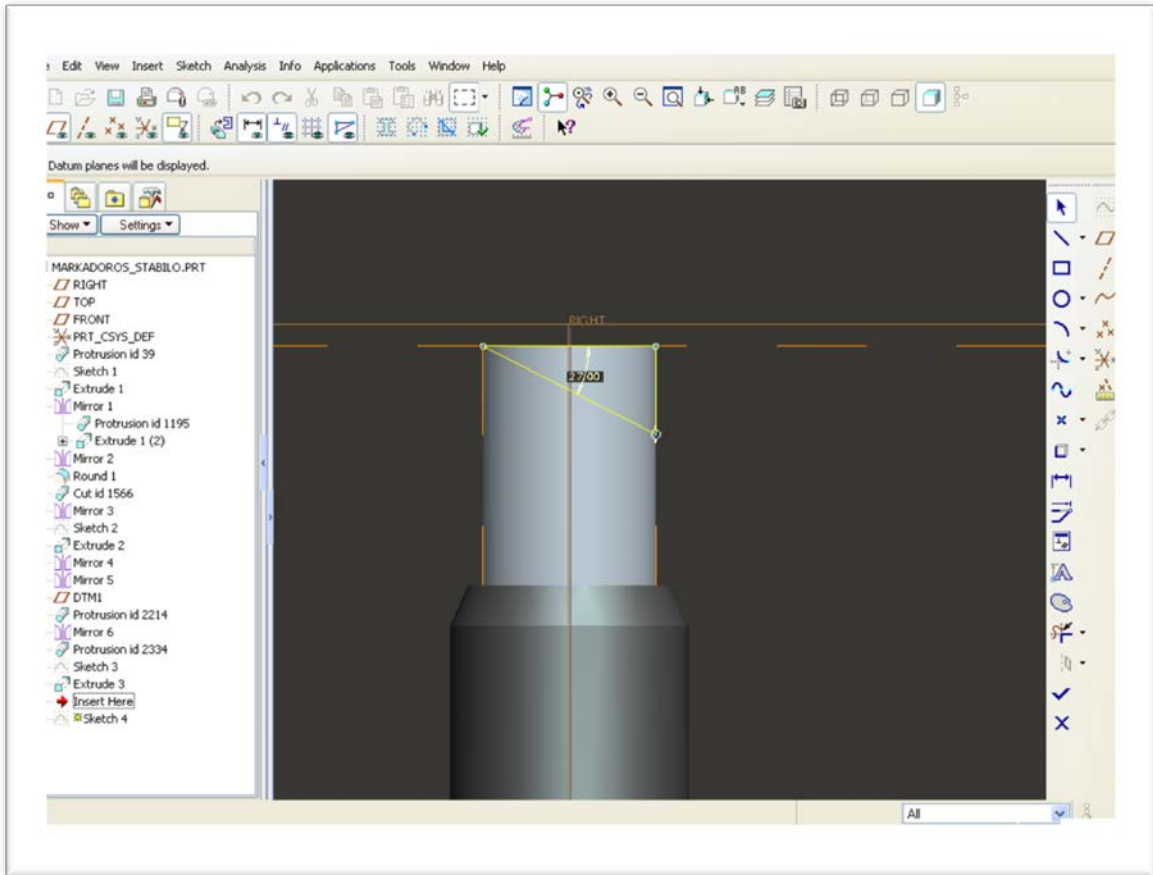 Edit View Insert Sketch Analysis Info Applications Tools Window Help
Datum planes will be displayed.
Show Settings
MARKADOROS_STABILO.PRT
RIGHT
TOP
FRONT
PRT_CSYS_DEF
Protrusion id 39
Sketch 1
Extrude 1
Mirror 1
Protrusion id 1195
Extrude 1 (2)
Mirror 2
Round 1
Cut id 1566
Mirror 3
Sketch 2
Extrude 2
Mirror 4
Mirror 5
DTM1
Protrusion id 2214
Mirror 6
Protrusion id 2334
Sketch 3
Extrude 3
Insert Here
Sketch 4
RIGHT
27.00
All